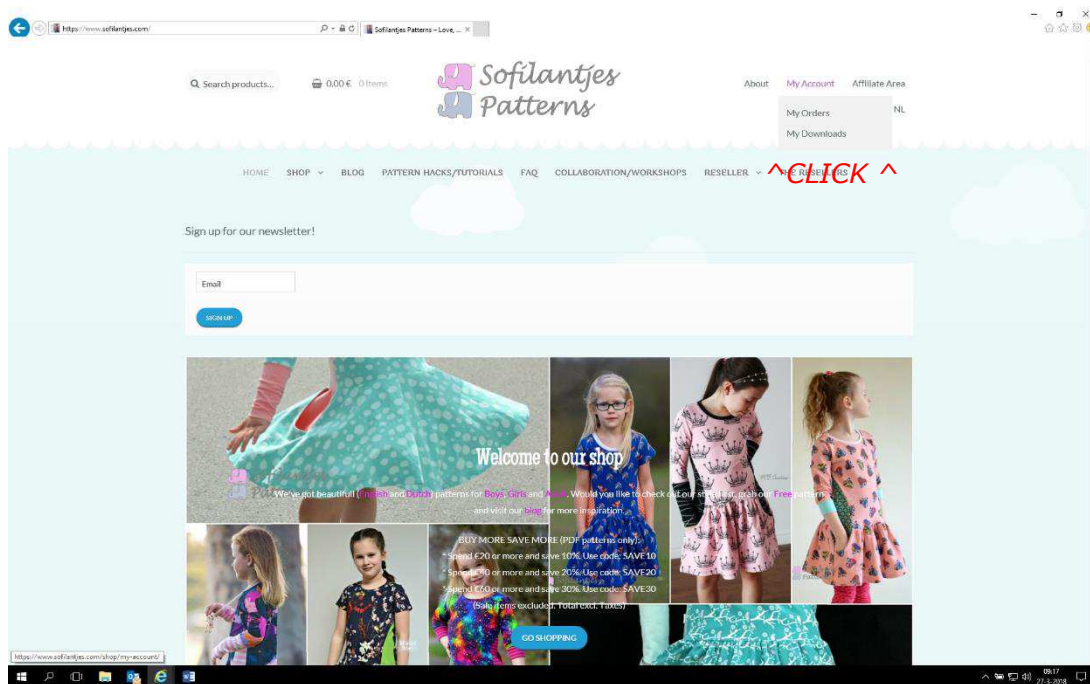 https://www.sofilantjes.com/
Sofilantjes Patterns – Love, ... ×
Search products...
0,00 € 0 Items
Sofilantjes
Patterns
About My Account Affiliate Area
NL
My Orders
My Downloads
^CLICK ^
HOME SHOP BLOG PATTERN HACKS/TUTORIALS FAQ COLLABORATION/WORKSHOPS RESELLER THE RESELLERS
Sign up for our newsletter!
Email
SIGN UP
Welcome to our shop
We've got beautifull (English and Dutch) patterns for Boys, Girls and . Would you like to check out our , grab our Free pattern
and visit our blog for more inspiration.
BUY MORE SAVE MORE (PDF patterns only):
* Spend €20 or more and save 10%. Use code: SAVE10
* Spend €40 or more and save 20%. Use code: SAVE20
* Spend €60 or more and save 30%. Use code: SAVE30
(Sale items excluded. Total excl. Taxes)
GO SHOPPING
https://www.sofilantjes.com/shop/my-account/
09:17
27-3-2018